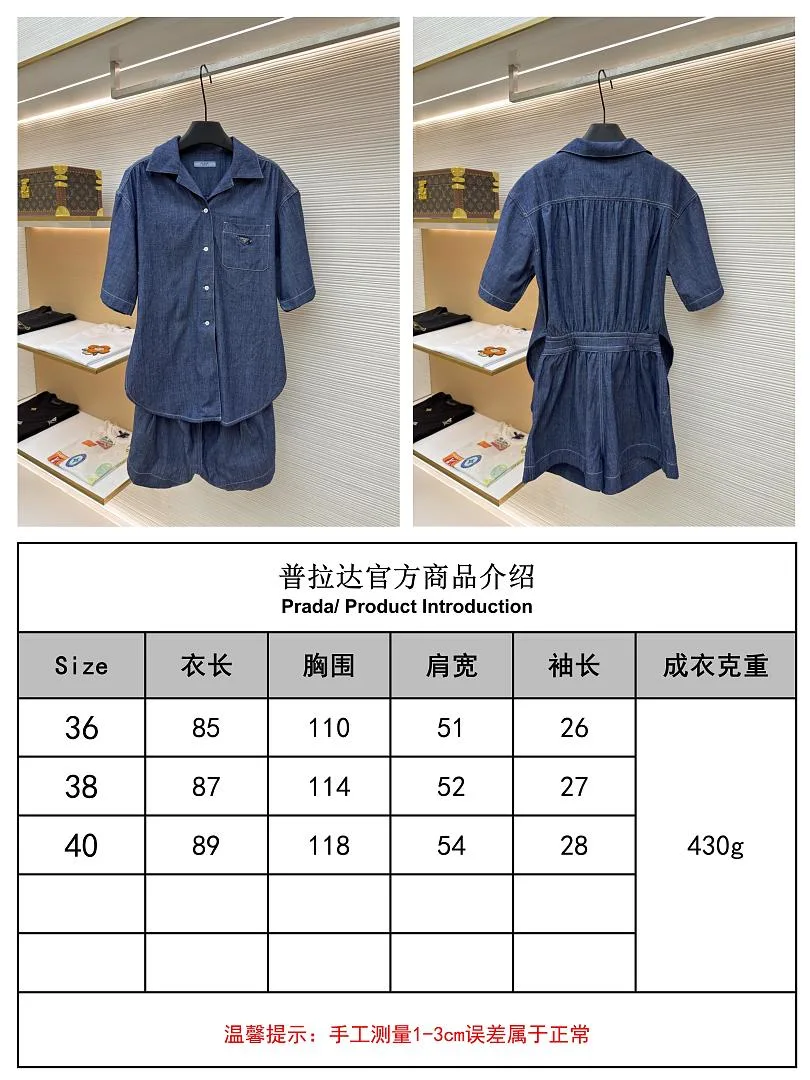 普拉达官方商品介绍
Prada/ Product Introduction
Size 衣长 胸围 肩宽 袖长 成衣克重
36 85 110 51 26
38 87 114 52 27
40 89 118 54 28
430g
温馨提示: 手工测量1-3cm误差属于正常